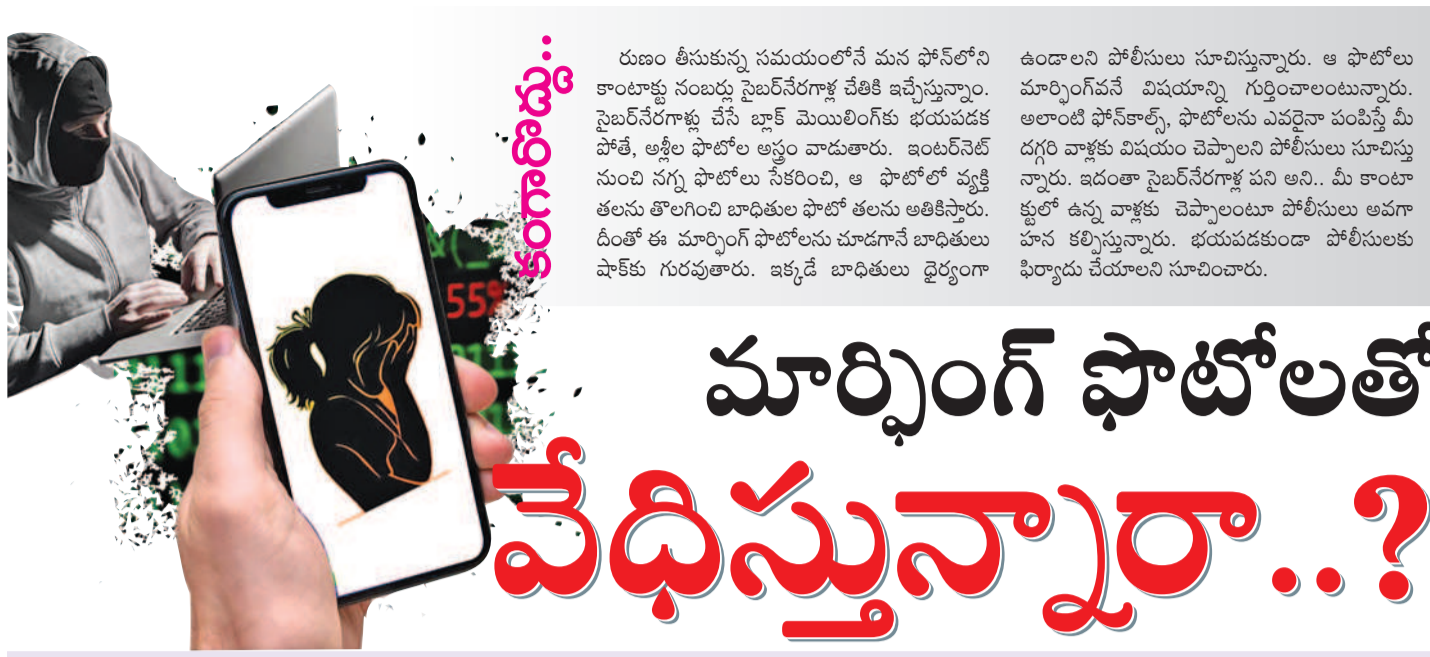 కంగారొద్దు..
రుణం తీసుకున్న సమయంలోనే మన ఫోన్‌లోని
కాంటాక్టు నంబర్లు సైబర్‌నేరగాళ్ల చేతికి ఇచ్చేస్తున్నాం.
సైబర్‌నేరగాళ్లు చేసే బ్లాక్ మెయిలింగ్‌కు భయపడక
పోతే, అశ్లీల ఫొటోల అస్త్రం వాడుతారు. ఇంటర్‌నెట్
నుంచి నగ్న ఫొటోలు సేకరించి, ఆ ఫొటోలో వ్యక్తి
తలను తొలగించి బాధితుల ఫొటో తలను అతికిస్తారు.
దీంతో ఈ మార్ఫింగ్ ఫొటోలను చూడగానే బాధితులు
షాక్‌కు గురవుతారు. ఇక్కడే బాధితులు ధైర్యంగా
ఉండాలని పోలీసులు సూచిస్తున్నారు. ఆ ఫొటోలు
మార్ఫింగ్‌వనే విషయాన్ని గుర్తించాలంటున్నారు.
అలాంటి ఫోన్‌కాల్స్, ఫొటోలను ఎవరైనా పంపిస్తే మీ
దగ్గరి వాళ్లకు విషయం చెప్పాలని పోలీసులు సూచిస్తు
న్నారు. ఇదంతా సైబర్‌నేరగాళ్ల పని అని.. మీ కాంటా
క్టులో ఉన్న వాళ్లకు చెప్పాలంటూ పోలీసులు అవగా
హన కల్పిస్తున్నారు. భయపడకుండా పోలీసులకు
ఫిర్యాదు చేయాలని సూచించారు.
55%
మార్ఫింగ్ ఫొటోలతో
వేధిస్తున్నారా..?